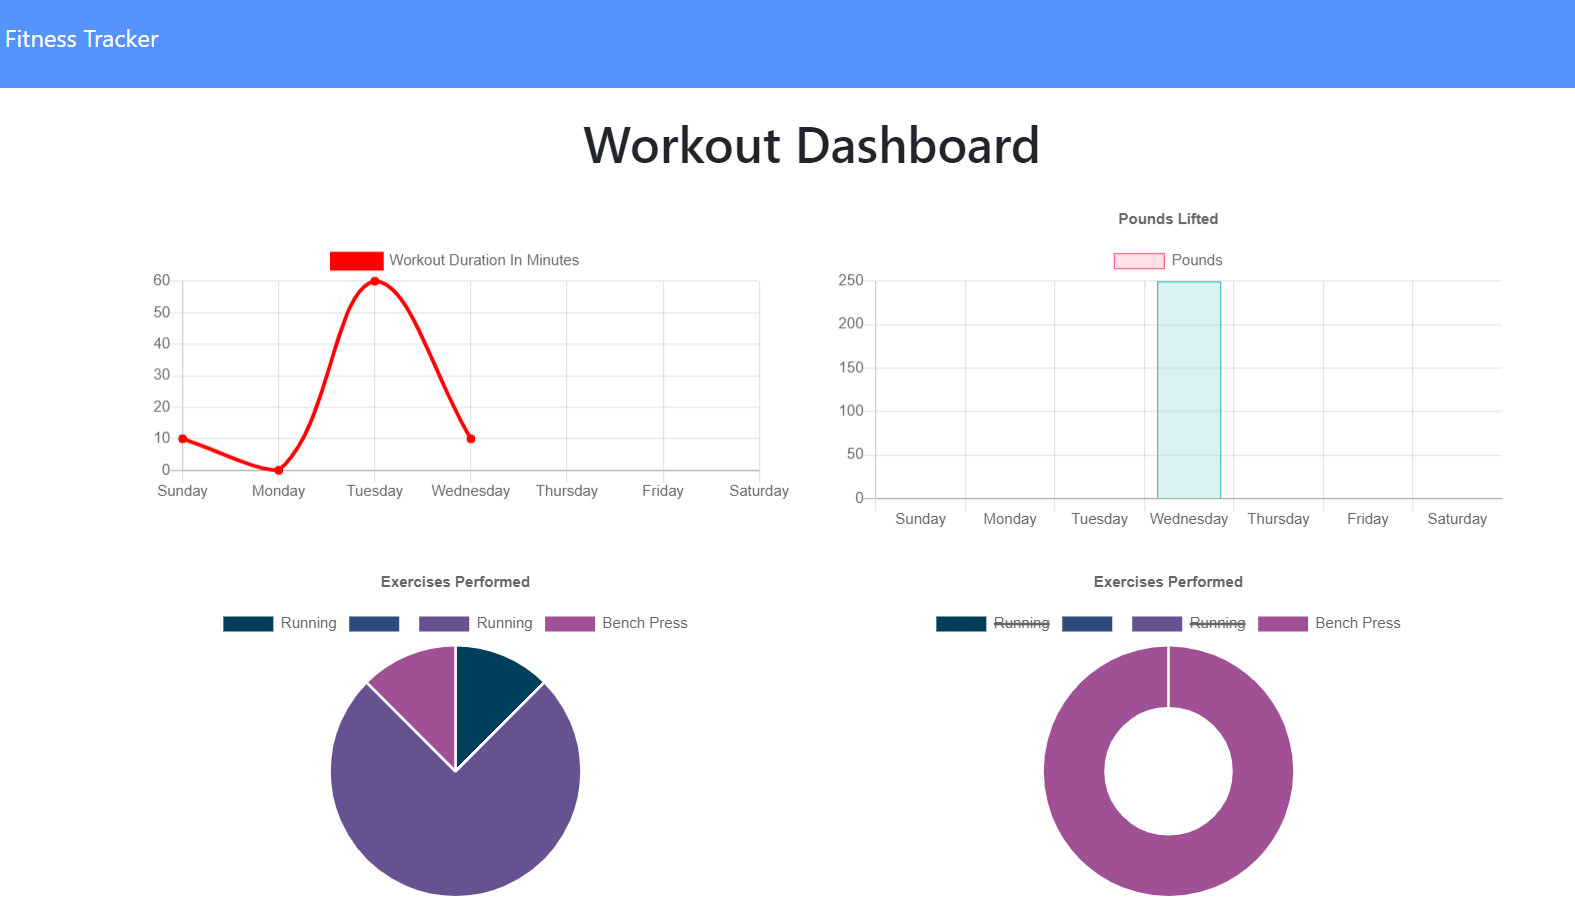 Fitness Tracker
Workout Dashboard
Workout Duration In Minutes
60
50
40
30
20
10
0
Sunday Monday Tuesday Wednesday Thursday Friday Saturday
Pounds Lifted
Pounds
250
200
150
100
50
0
Sunday Monday Tuesday Wednesday Thursday Friday Saturday
Exercises Performed
Running Running Bench Press
Exercises Performed
Running Running Bench Press